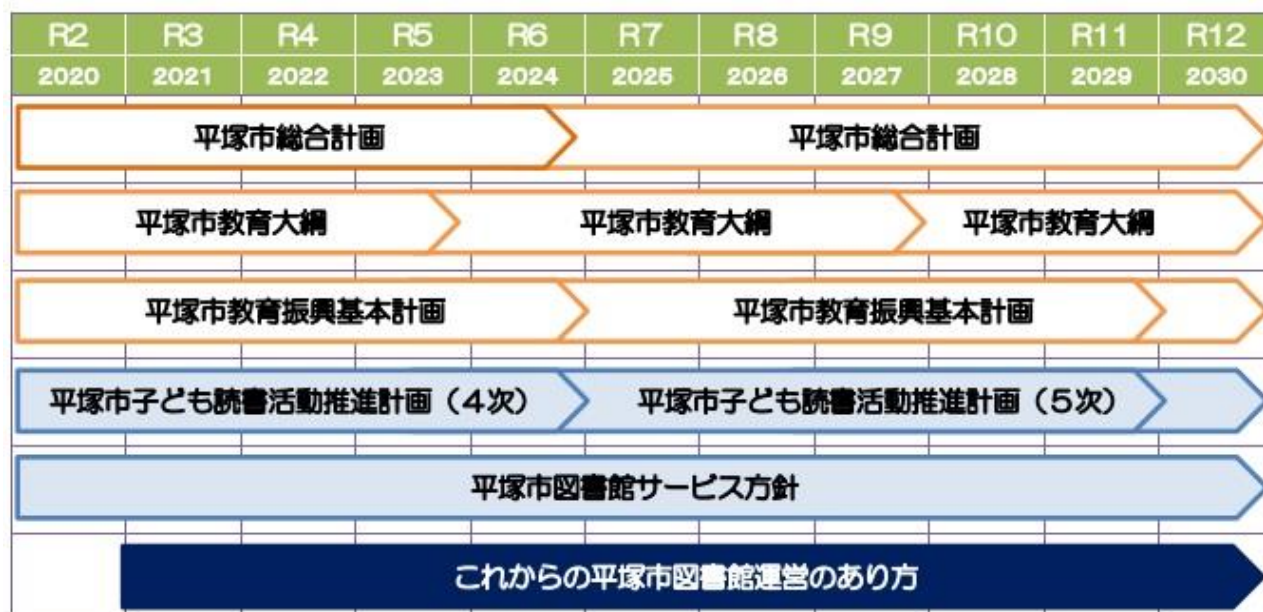 R2 R3 R4 R5 R6 R7 R8 R9 R10 R11 R12
2020 2021 2022 2023 2024 2025 2026 2027 2028 2029 2030
平塚市総合計画 平塚市総合計画
平塚市教育大綱 平塚市教育大綱 平塚市教育大綱
平塚市教育振興基本計画 平塚市教育振興基本計画
平塚市子ども読書活動推進計画（４次） 平塚市子ども読書活動推進計画（５次）
平塚市図書館サービス方針
これからの平塚市図書館運営のあり方